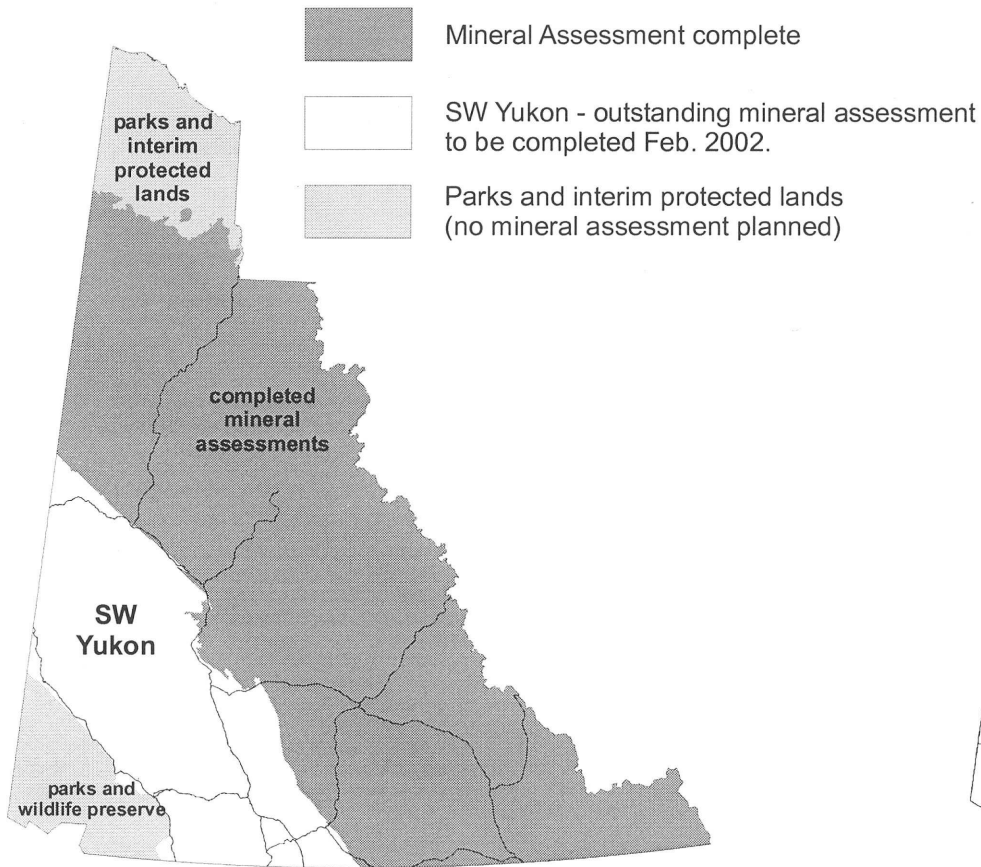 Mineral Assessment complete
SW Yukon - outstanding mineral assessment
to be completed Feb. 2002.
Parks and interim protected lands
(no mineral assessment planned)
parks and
interim
protected
lands
completed
mineral
assessments
SW
Yukon
parks and
wildlife preserve